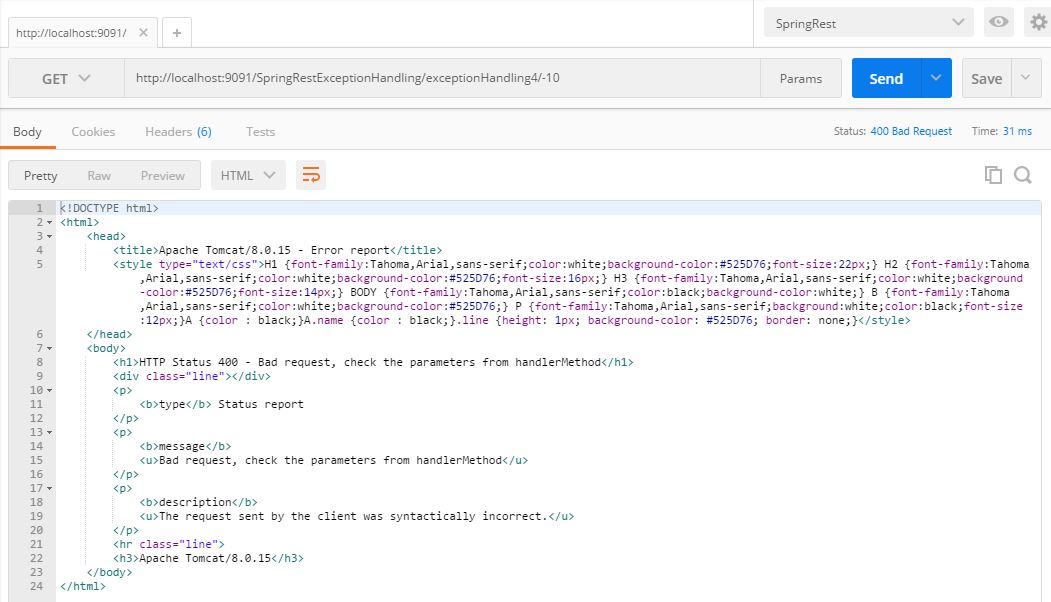 http://localhost:9091/
SpringRest
GET http://localhost:9091/SpringRestExceptionHandling/exceptionHandling4/-10 Params Send Save
Body Cookies Headers (6) Tests Status: 400 Bad Request Time: 31 ms
Pretty Raw Preview HTML
1 <!DOCTYPE html>
2 <html>
3 <head>
4 <title>Apache Tomcat/8.0.15 - Error report</title>
5 <style type="text/css">H1 {font-family:Tahoma,Arial,sans-serif;color:white;background-color:#525D76;font-size:22px;} H2 {font-family:Tahoma
,Arial,sans-serif;color:white;background-color:#525D76;font-size:16px;} H3 {font-family:Tahoma,Arial,sans-serif;color:white;background
-color:#525D76;font-size:14px;} BODY {font-family:Tahoma,Arial,sans-serif;color:black;background-color:white;} B {font-family:Tahoma
,Arial,sans-serif;color:white;background-color:#525D76;} P {font-family:Tahoma,Arial,sans-serif;background:white;color:black;font-size
:12px;}A {color : black;}A.name {color : black;}.line {height: 1px; background-color: #525D76; border: none;}</style>
6 </head>
7 <body>
8 <h1>HTTP Status 400 - Bad request, check the parameters from handlerMethod</h1>
9 <div class="line"></div>
10 <p>
11 <b>type</b> Status report
12 </p>
13 <p>
14 <b>message</b>
15 <u>Bad request, check the parameters from handlerMethod</u>
16 </p>
17 <p>
18 <b>description</b>
19 <u>The request sent by the client was syntactically incorrect.</u>
20 </p>
21 <hr class="line">
22 <h3>Apache Tomcat/8.0.15</h3>
23 </body>
24 </html>